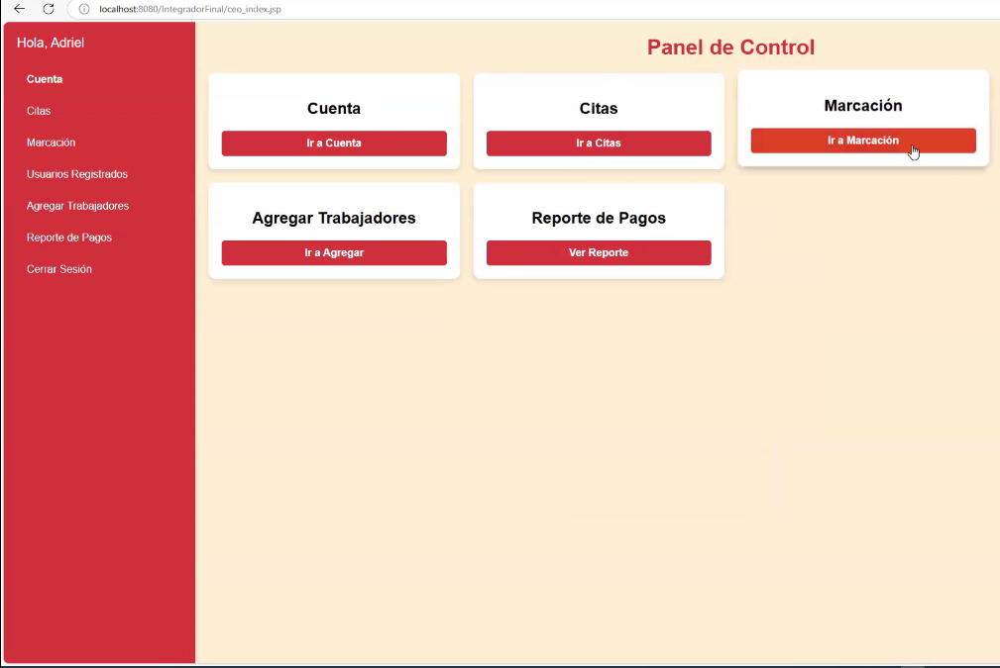 localhost:8080/IntegradorFinal/ceo_index.jsp
Hola, Adriel
Cuenta
Citas
Marcación
Usuarios Registrados
Agregar Trabajadores
Reporte de Pagos
Cerrar Sesión
Panel de Control
Cuenta
Ir a Cuenta
Citas
Ir a Citas
Marcación
Ir a Marcación
Agregar Trabajadores
Ir a Agregar
Reporte de Pagos
Ver Reporte